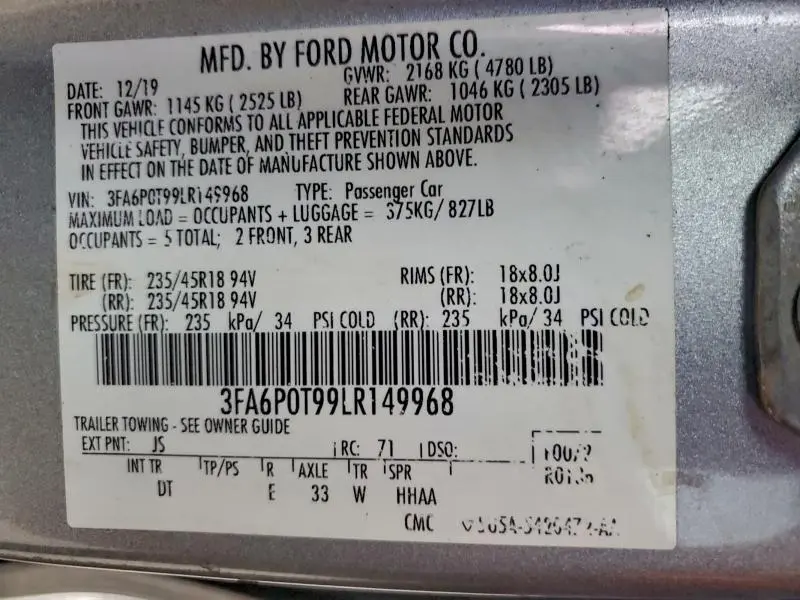 MFD. BY FORD MOTOR CO.
DATE: 12/19 GVWR: 2168 KG ( 4780 LB)
FRONT GAWR: 1145 KG ( 2525 LB) REAR GAWR: 1046 KG ( 2305 LB)
THIS VEHICLE CONFORMS TO ALL APPLICABLE FEDERAL MOTOR
VEHICLE SAFETY, BUMPER, AND THEFT PREVENTION STANDARDS
IN EFFECT ON THE DATE OF MANUFACTURE SHOWN ABOVE.
VIN: 3FA6P0T99LR149968 TYPE: Passenger Car
MAXIMUM LOAD = OCCUPANTS + LUGGAGE = 375KG/ 827LB
OCCUPANTS = 5 TOTAL; 2 FRONT, 3 REAR
TIRE (FR): 235/45R18 94V RIMS (FR): 18x8.0J
(RR): 235/45R18 94V (RR): 18x8.0J
PRESSURE (FR): 235 kPa/ 34 PSI COLD (RR): 235 kPa/ 34 PSI COLD
3FA6P0T99LR149968
TRAILER TOWING - SEE OWNER GUIDE
EXT PNT: JS RC: 71 DSO:
INT TR TP/PS R AXLE TR SPR
DT E 33 W HHAA
CMC